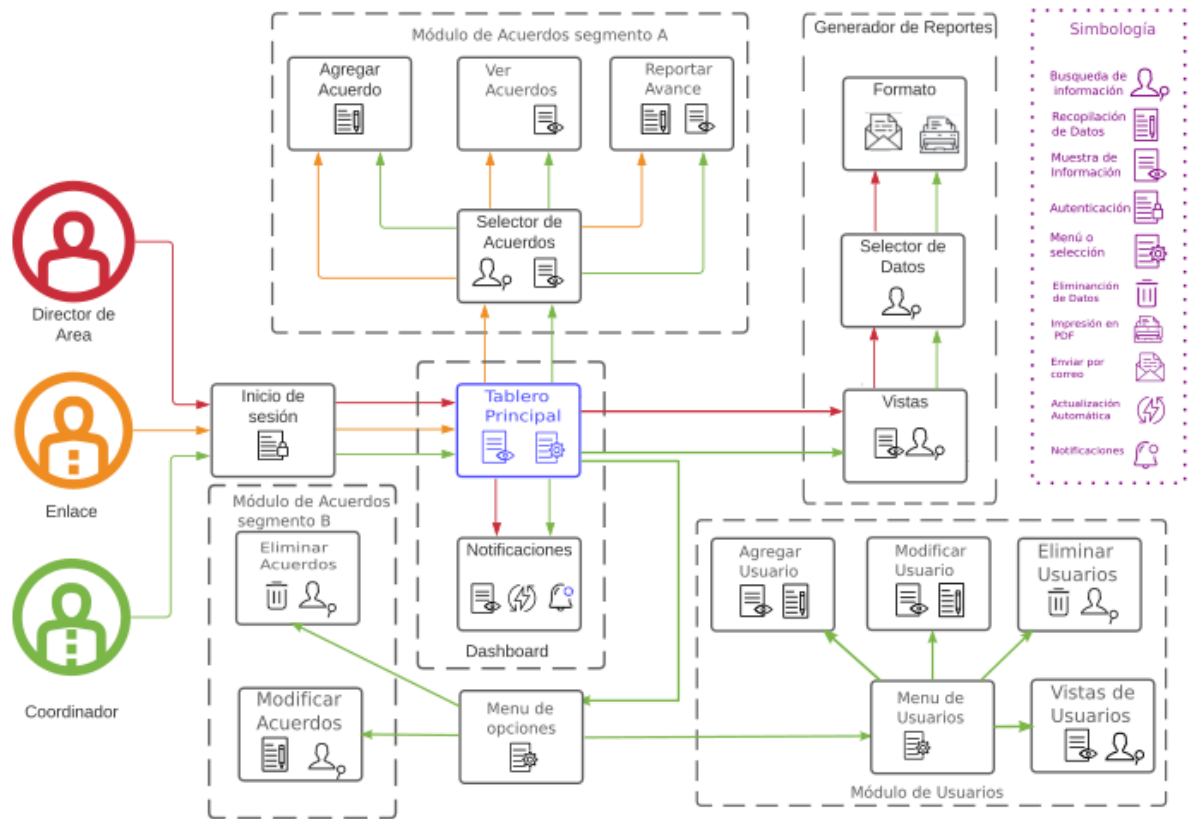 Módulo de Acuerdos segmento A
Agregar
Acuerdo
Ver
Acuerdos
Reportar
Avance
Selector de
Acuerdos
Generador de Reportes
Formato
Selector de
Datos
Vistas
Simbología
Busqueda de
información
Recopilación
de Datos
Muestra de
Información
Autenticación
Menú o
selección
Eliminanción
de Datos
Impresión en
PDF
Enviar por
correo
Actualización
Automática
Notificaciones
Director de
Area
Enlace
Coordinador
Inicio de
sesión
Tablero
Principal
Notificaciones
Dashboard
Módulo de Acuerdos
segmento B
Eliminar
Acuerdos
Modificar
Acuerdos
Menu de
opciones
Agregar
Usuario
Modificar
Usuario
Eliminar
Usuarios
Menu de
Usuarios
Vistas de
Usuarios
Módulo de Usuarios